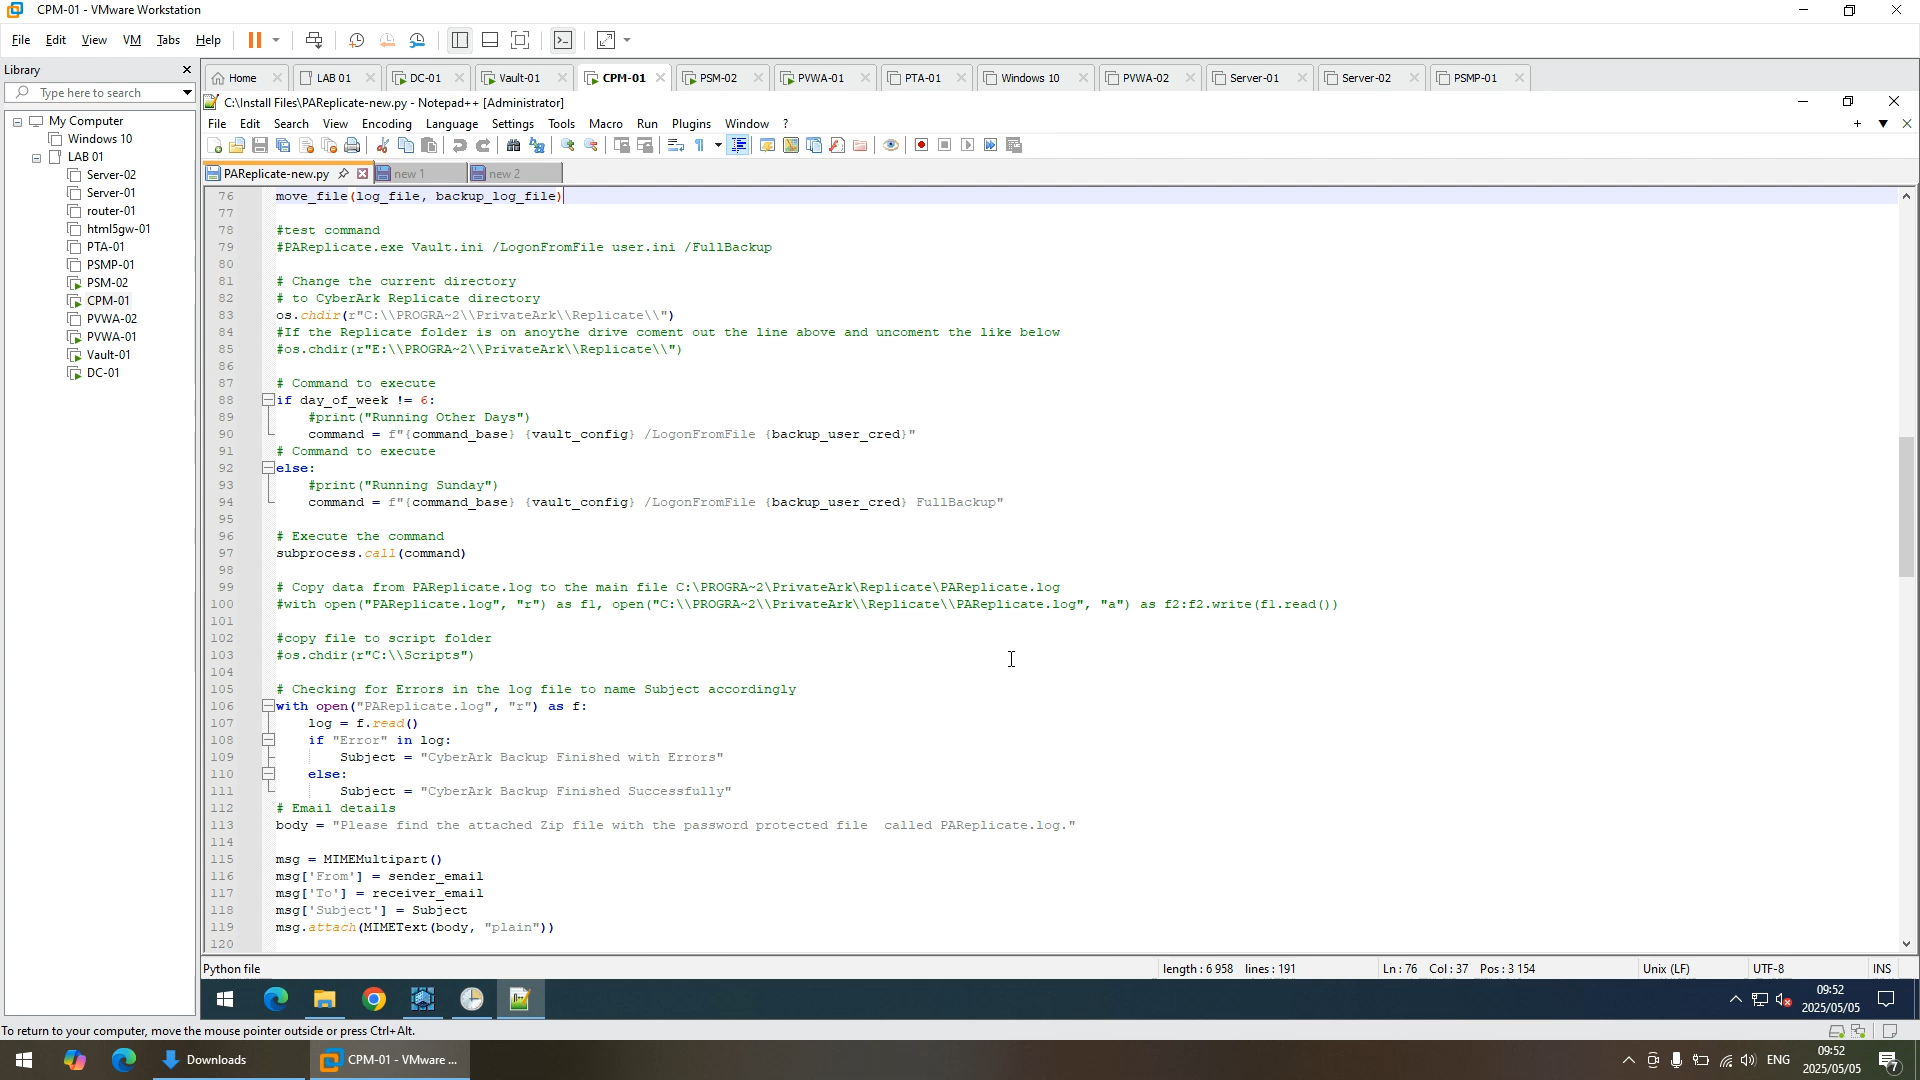 CPM-01 - VMware Workstation
File Edit View VM Tabs Help
Library
Type here to search
My Computer
Windows 10
LAB 01
Server-02
Server-01
router-01
html5gw-01
PTA-01
PSMP-01
PSM-02
CPM-01
PVWA-02
PVWA-01
Vault-01
DC-01
Home LAB 01 DC-01 Vault-01 CPM-01 PSM-02 PVWA-01 PTA-01 Windows 10 PVWA-02 Server-01 Server-02 PSMP-01
C:\Install Files\PAReplicate-new.py - Notepad++ [Administrator]
File Edit Search View Encoding Language Settings Tools Macro Run Plugins Window ?
PAReplicate-new.py new 1 new 2
76 move_file(log_file, backup_log_file)
77
78 #test command
79 #PAReplicate.exe Vault.ini /LogonFromFile user.ini /FullBackup
80
81 # Change the current directory
82 # to CyberArk Replicate directory
83 os.chdir(r"C:\\PROGRA~2\\PrivateArk\\Replicate\\")
84 #If the Replicate folder is on anoythe drive coment out the line above and uncoment the like below
85 #os.chdir(r"E:\\PROGRA~2\\PrivateArk\\Replicate\\")
86
87 # Command to execute
88 if day_of_week != 6:
89 #print("Running Other Days")
90 command = f"{command_base} {vault_config} /LogonFromFile {backup_user_cred}"
91 # Command to execute
92 else:
93 #print("Running Sunday")
94 command = f"{command_base} {vault_config} /LogonFromFile {backup_user_cred} FullBackup"
95
96 # Execute the command
97 subprocess.call(command)
98
99 # Copy data from PAReplicate.log to the main file C:\PROGRA~2\PrivateArk\Replicate\PAReplicate.log
100 #with open("PAReplicate.log", "r") as f1, open("C:\\PROGRA~2\\PrivateArk\\Replicate\\PAReplicate.log", "a") as f2:f2.write(f1.read())
101
102 #copy file to script folder
103 #os.chdir(r"C:\\Scripts")
104
105 # Checking for Errors in the log file to name Subject accordingly
106 with open("PAReplicate.log", "r") as f:
107 log = f.read()
108 if "Error" in log:
109 Subject = "CyberArk Backup Finished with Errors"
110 else:
111 Subject = "CyberArk Backup Finished Successfully"
112 # Email details
113 body = "Please find the attached Zip file with the password protected file  called PAReplicate.log."
114
115 msg = MIMEMultipart()
116 msg['From'] = sender_email
117 msg['To'] = receiver_email
118 msg['Subject'] = Subject
119 msg.attach(MIMEText(body, "plain"))
120
Python file length : 6 958 lines : 191 Ln : 76 Col : 37 Pos : 3 154 Unix (LF) UTF-8 INS
09:52
2025/05/05
To return to your computer, move the mouse pointer outside or press Ctrl+Alt.
Downloads CPM-01 - VMware ... ENG
09:52
2025/05/05
7